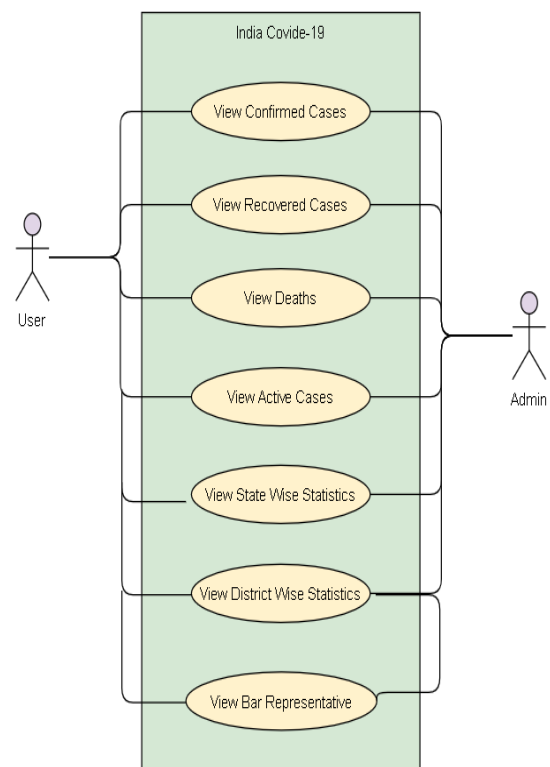 India Covide-19
View Confirmed Cases
View Recovered Cases
View Deaths
User
Admin
View Active Cases
View State Wise Statistics
View District Wise Statistics
View Bar Representative